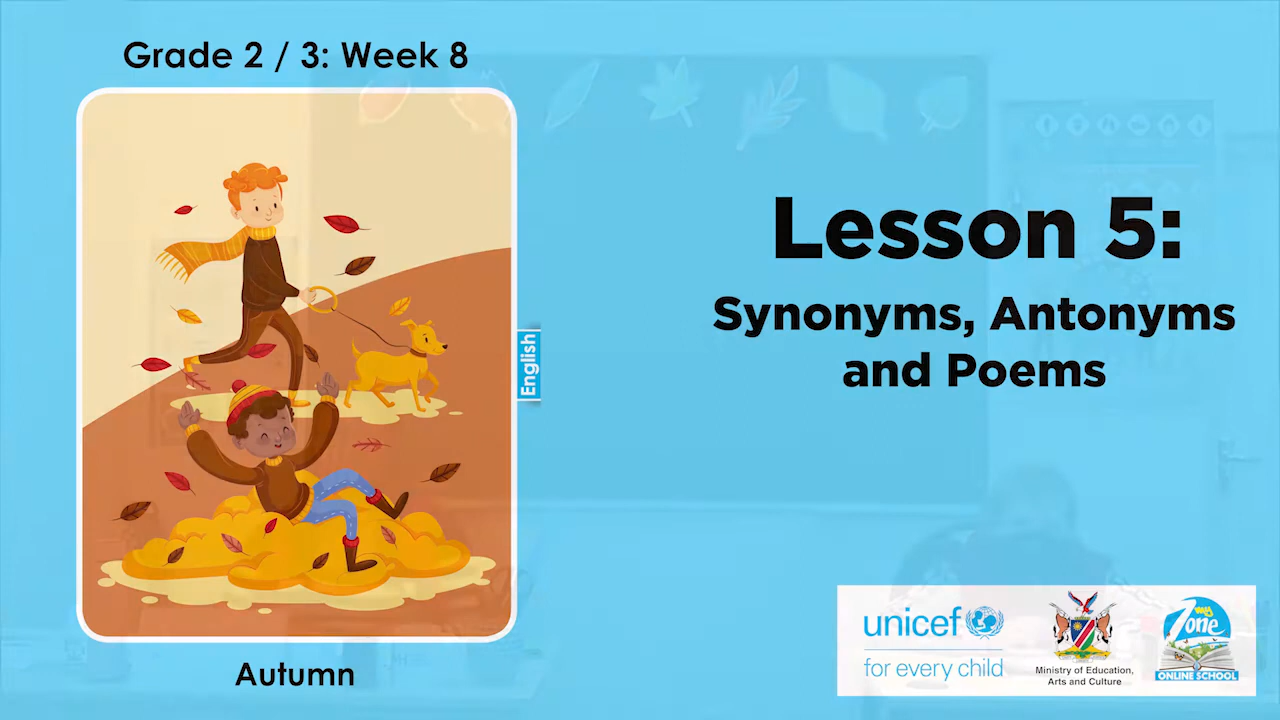 Grade 2 / 3: Week 8
English
Autumn
Lesson 5:
Synonyms, Antonyms
and Poems
unicef
for every child
Ministry of Education,
Arts and Culture
my
Zone
ONLINE SCHOOL